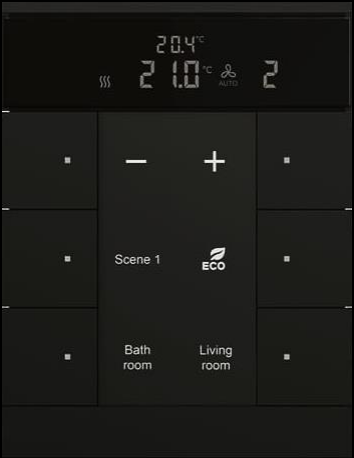 20.4°C
21.0°C AUTO 2
− +
Scene 1 ECO
Bath Living
room room